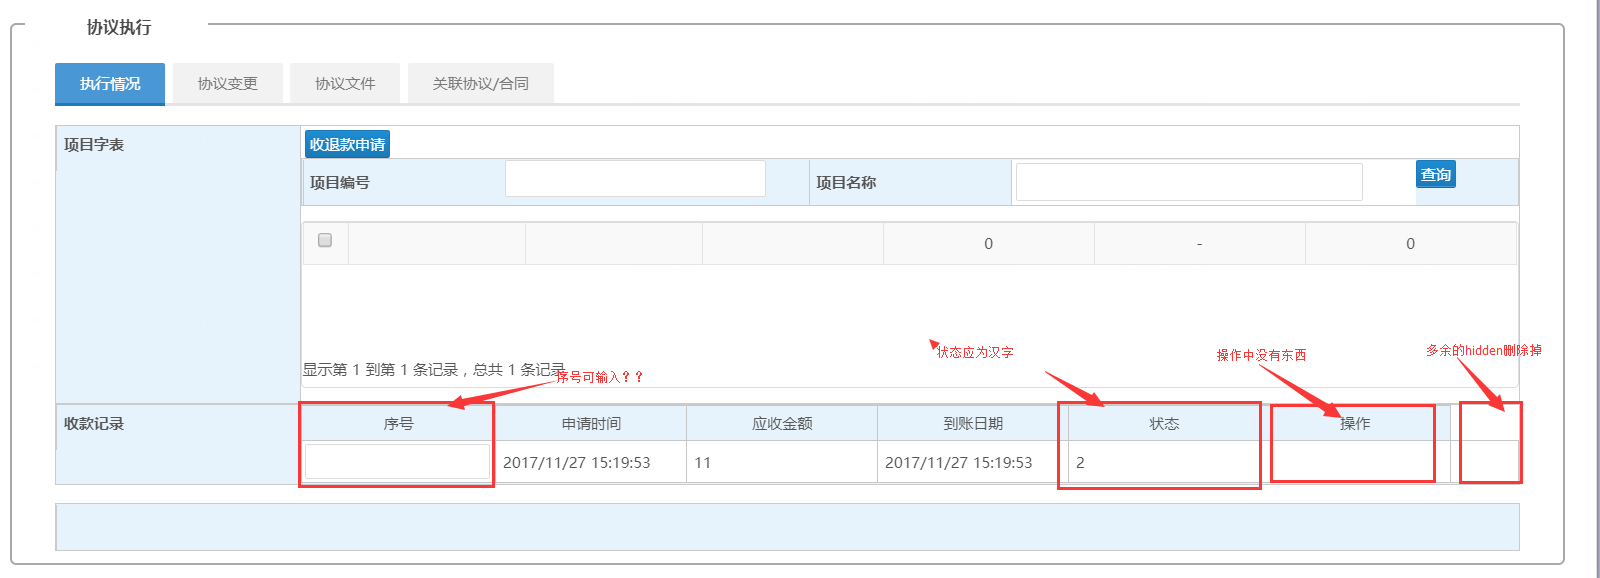 协议执行
执行情况 协议变更 协议文件 关联协议/合同
项目字表 收退款申请
项目编号 项目名称 查询
0 - 0
状态应为汉字
操作中没有东西
多余的hidden删除掉
显示第 1 到第 1 条记录，总共 1 条记录
序号可输入？？
收款记录 序号 申请时间 应收金额 到账日期 状态 操作
2017/11/27 15:19:53 11 2017/11/27 15:19:53 2